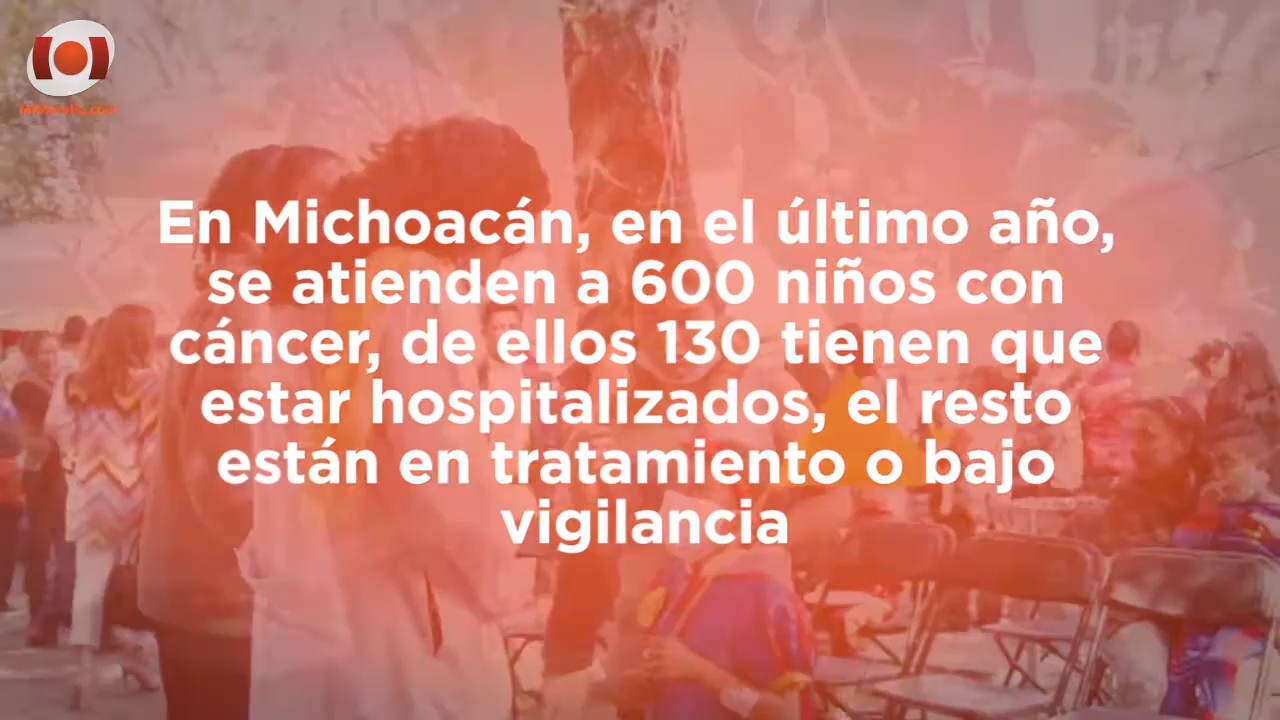 En Michoacán, en el último año,
se atienden a 600 niños con
cáncer, de ellos 130 tienen que
estar hospitalizados, el resto
están en tratamiento o bajo
vigilancia